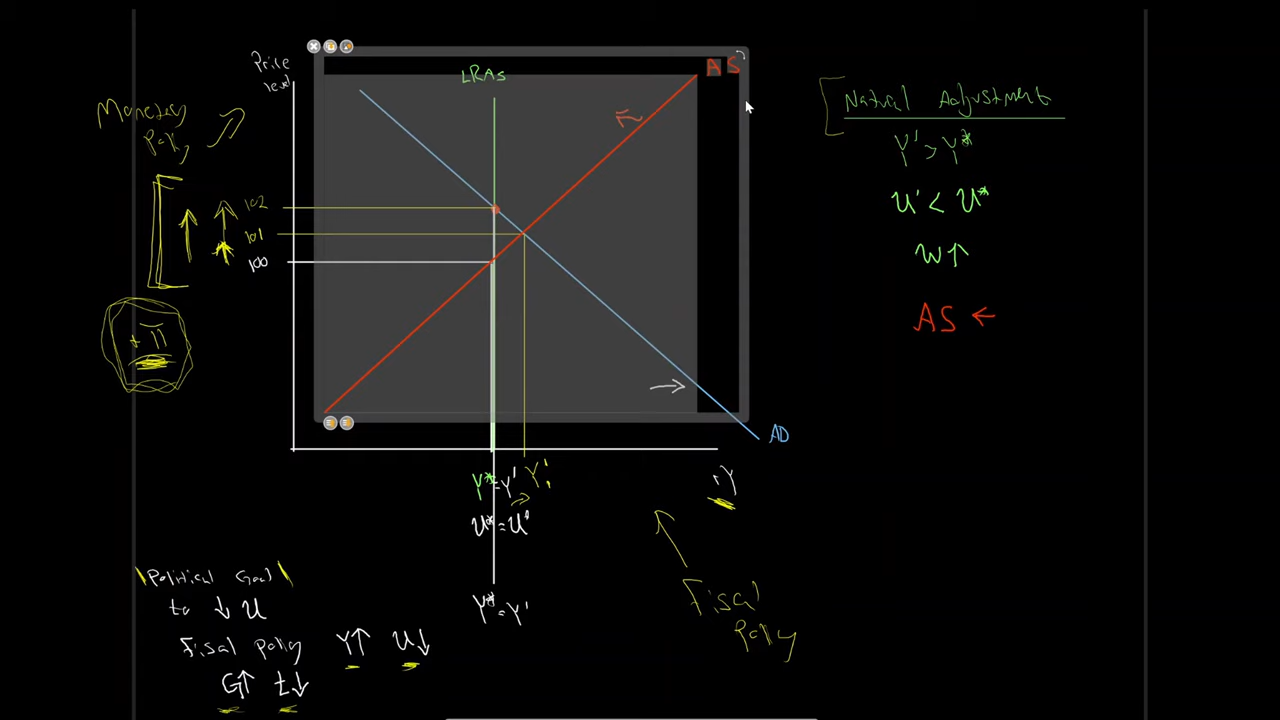 Price
level
LRAS
AS
Monetary
Poly
102
101
100
+ π
Natural Adjustment
Y' > Y*
U' < U*
W↑
AS ←
AD
Y* = Y' Y'
U* = U'
Y* = Y'
Y
Political Goal
to ↓ U
Fiscal policy Y↑ U↓
G↑ t↓
Fiscal
Policy